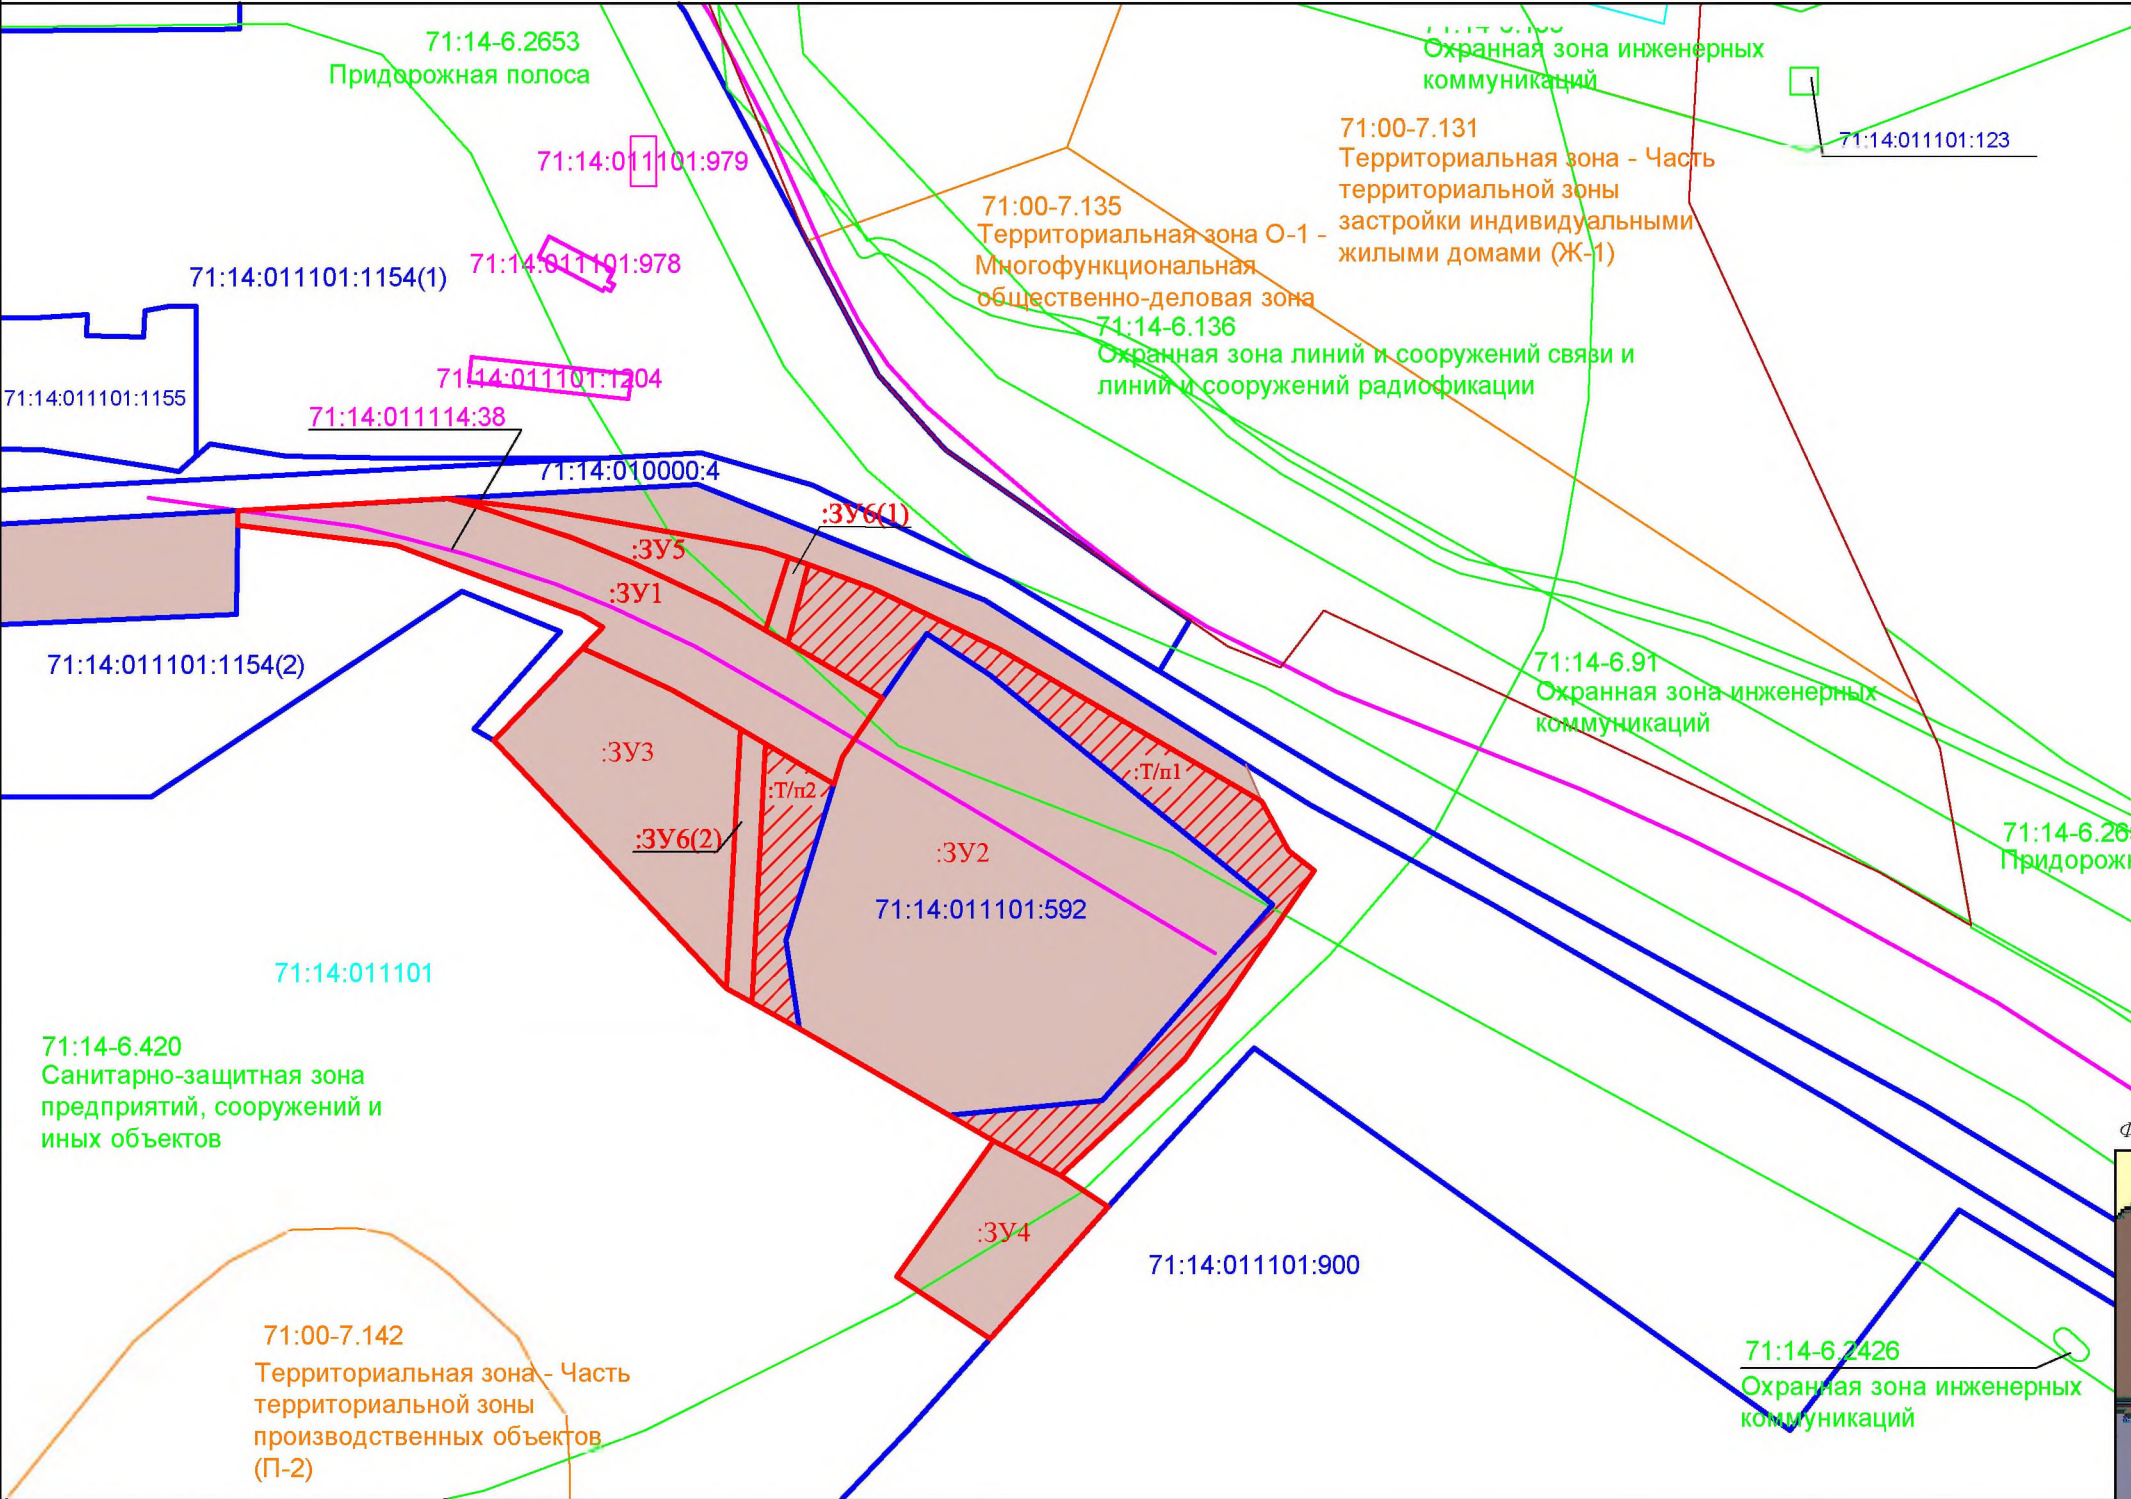 71:14-6.2653
Придорожная полоса
Охранная зона инженерных
коммуникаций
71:14:011101:123
71:00-7.131
Территориальная зона - Часть
территориальной зоны
застройки индивидуальными
жилыми домами (Ж-1)
71:14:011101:979
71:00-7.135
Территориальная зона О-1 -
Многофункциональная
общественно-деловая зона
71:14:011101:978
71:14:011101:1154(1)
71:14-6.136
Охранная зона линий и сооружений связи и
линий и сооружений радиофикации
71:14:011101:1204
71:14:011101:1155
71:14:011114:38
71:14:010000:4
:ЗУ6(1)
:ЗУ5
:ЗУ1
71:14:011101:1154(2)
71:14-6.91
Охранная зона инженерных
коммуникаций
:ЗУ3
:Т/п1
:Т/п2
:ЗУ6(2)
:ЗУ2
71:14:011101:592
71:14-6.26
Придорож
71:14:011101
71:14-6.420
Санитарно-защитная зона
предприятий, сооружений и
иных объектов
:ЗУ4
71:14:011101:900
71:00-7.142
Территориальная зона - Часть
территориальной зоны
производственных объектов
(П-2)
71:14-6.2426
Охранная зона инженерных
коммуникаций